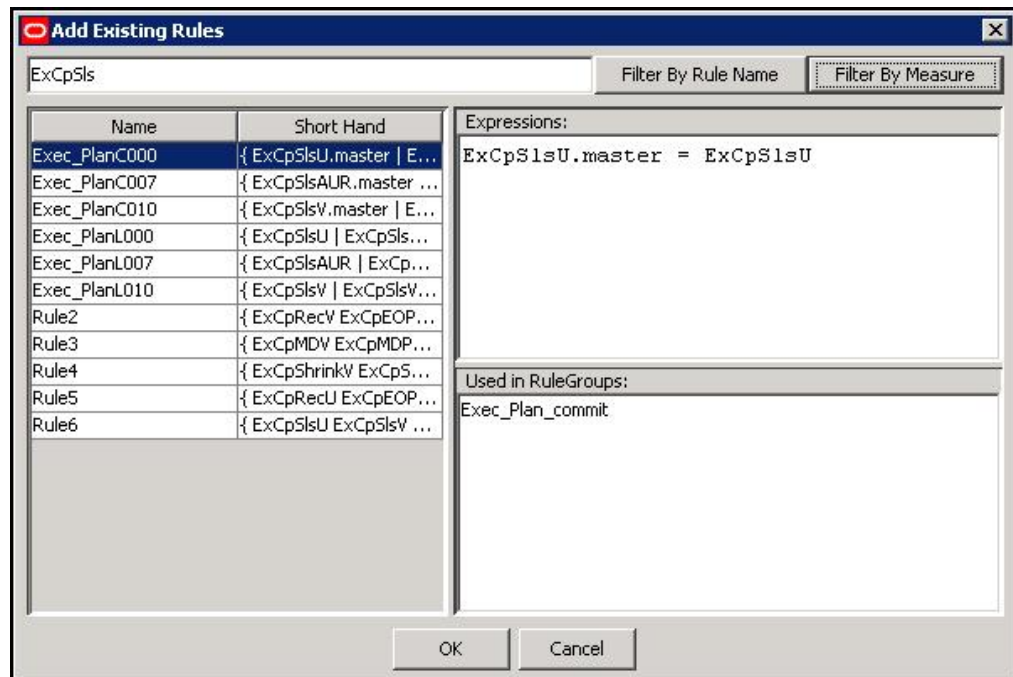 Add Existing Rules
ExCpSls Filter By Rule Name Filter By Measure
Name Short Hand
Exec_PlanC000 { ExCpSlsU.master | E...
Exec_PlanC007 { ExCpSlsAUR.master ...
Exec_PlanC010 { ExCpSlsV.master | E...
Exec_PlanL000 { ExCpSlsU | ExCpSls...
Exec_PlanL007 { ExCpSlsAUR | ExCp...
Exec_PlanL010 { ExCpSlsV | ExCpSlsV...
Rule2 { ExCpRecV ExCpEOP...
Rule3 { ExCpMDV ExCpMDP...
Rule4 { ExCpShrinkV ExCpS...
Rule5 { ExCpRecU ExCpEOP...
Rule6 { ExCpSlsU ExCpSlsV ...
Expressions:
ExCpSlsU.master = ExCpSlsU
Used in RuleGroups:
Exec_Plan_commit
OK Cancel